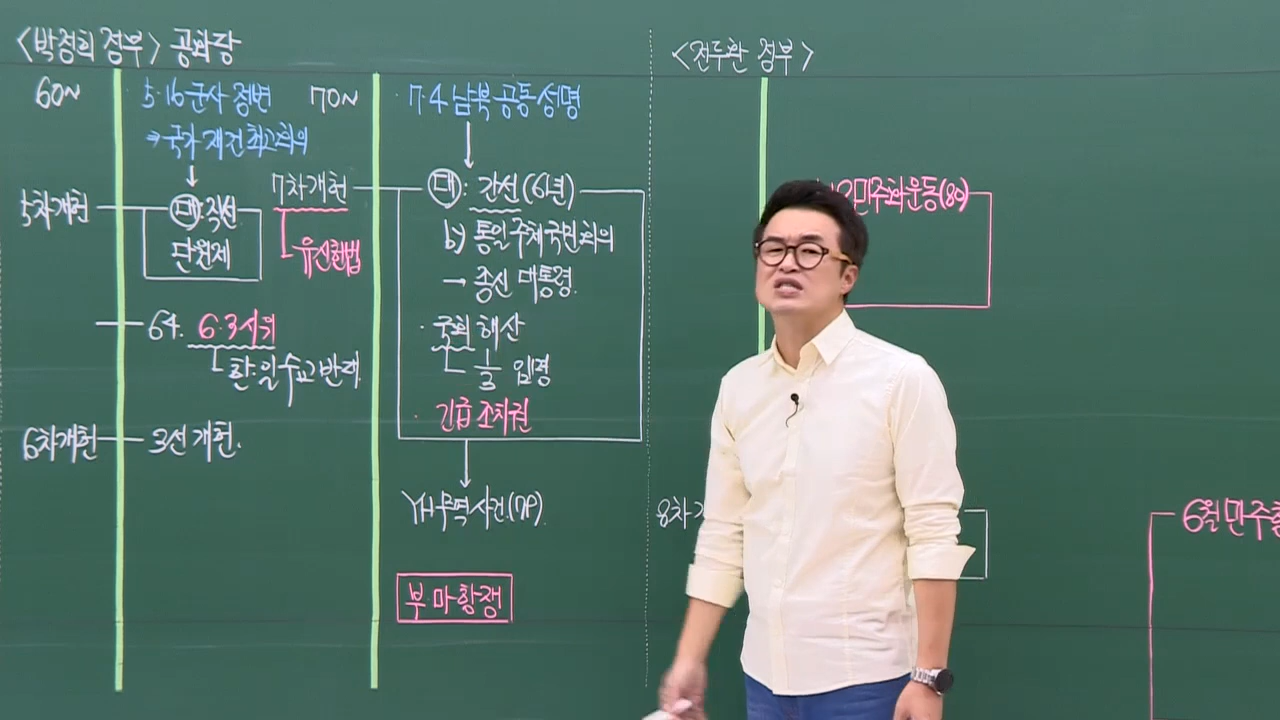 <박정희 정부> 공화당
60~
5·16 군사 정변
→ 국가 재건 최고회의
5차개헌
대:직선
단원제
64. 6·3시위
한·일 수교 반대.
6차개헌
3선 개헌.
70~
7·4 남북 공동 성명
7차개헌
유신헌법
대: 간선(6년)
b) 통일 주체 국민회의
→ 종신 대통령.
· 국회 해산
1/3 임명
· 긴급 조치권
YH무역 사건.(79)
부·마 항쟁
<전두환 정부>
민주화운동(80)
8차
6월 민주